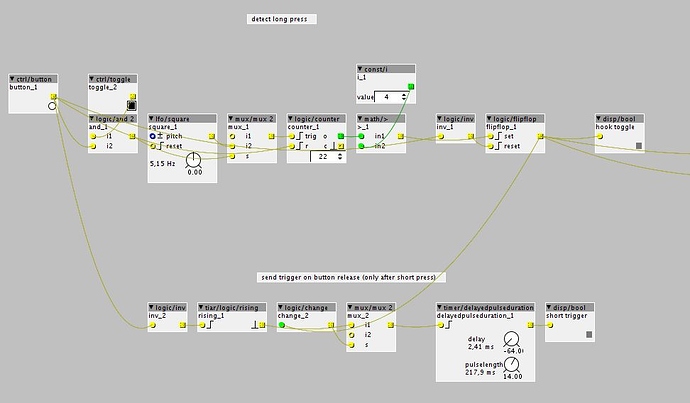 detect long press
ctrl/button
button_1
ctrl/toggle
toggle_2
const/i
i_1
value 4
logic/and 2
and_1
i1
i2
lfo/square
square_1
pitch
reset
5,15 Hz
0.00
mux/mux 2
mux_1
i1
i2
s
logic/counter
counter_1
trig o
r c
22
math/>
>_1
in1
in2
logic/inv
inv_1
logic/flipflop
flipflop_1
set
reset
disp/bool
hook toggle
send trigger on button release (only after short press)
logic/inv
inv_2
tiar/logic/rising
rising_1
logic/change
change_2
mux/mux 2
mux_2
i1
i2
s
timer/delayedpulseduration
delayedpulseduration_1
delay
2,41 ms
-64.0
pulselength
217,9 ms
14.00
disp/bool
short trigger